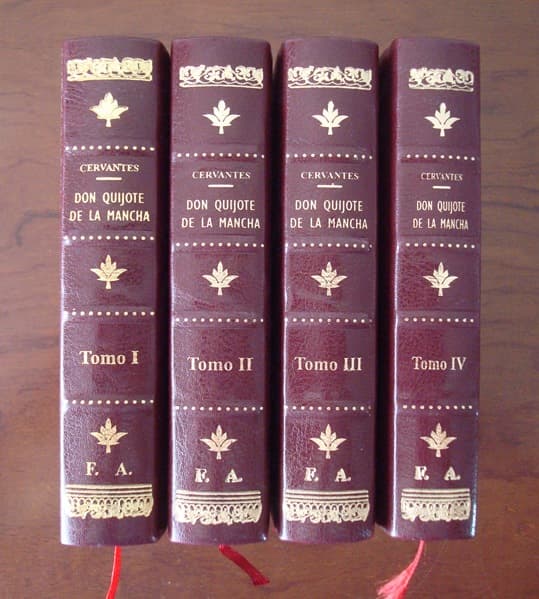 CERVANTES
DON QUIJOTE
DE LA MANCHA
Tomo I
F. A.
CERVANTES
DON QUIJOTE
DE LA MANCHA
Tomo II
F. A.
CERVANTES
DON QUIJOTE
DE LA MANCHA
Tomo III
F. A.
CERVANTES
DON QUIJOTE
DE LA MANCHA
Tomo IV
F. A.